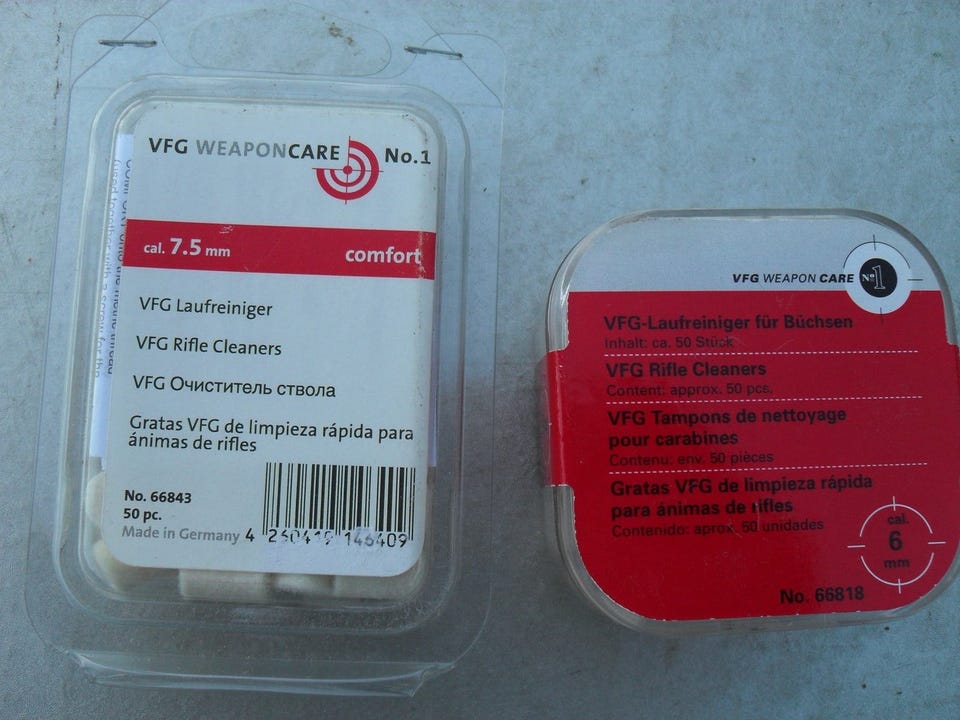 VFG WEAPONCARE No.1
cal. 7.5 mm comfort
VFG Laufreiniger
VFG Rifle Cleaners
VFG Очиститель ствола
Gratas VFG de limpieza rápida para
ánimas de rifles
No. 66843
50 pc.
Made in Germany
4 260419 146409
VFG WEAPON CARE Nº1
VFG-Laufreiniger für Büchsen
Inhalt: ca. 50 Stück
VFG Rifle Cleaners
Content: approx. 50 pcs.
VFG Tampons de nettoyage
pour carabines
Contenu: env. 50 pièces
Gratas VFG de limpieza rápida
para ánimas de rifles
Contenido: aprox. 50 unidades
cal.
6
mm
No. 66818